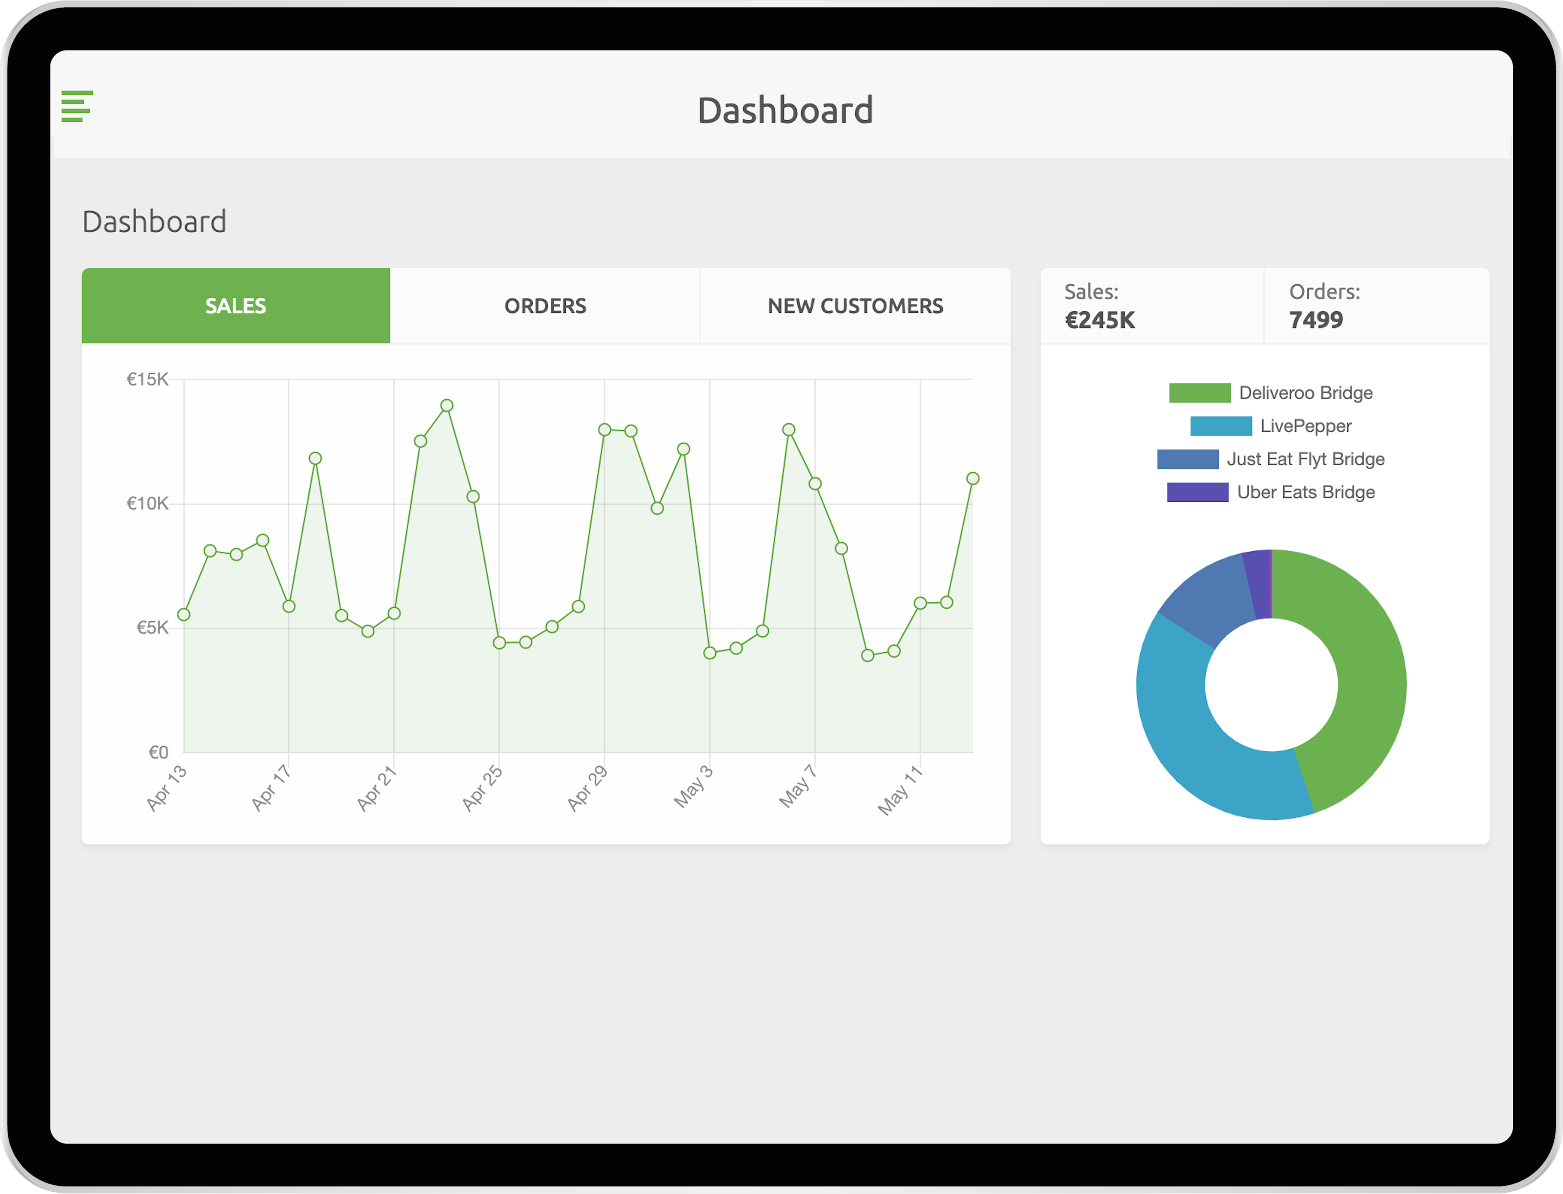 Dashboard
Dashboard
SALES
ORDERS
NEW CUSTOMERS
€15K
€10K
€5K
€0
Apr 13
Apr 17
Apr 21
Apr 25
Apr 29
May 3
May 7
May 11
Sales:
€245K
Orders:
7499
Deliveroo Bridge
LivePepper
Just Eat Flyt Bridge
Uber Eats Bridge